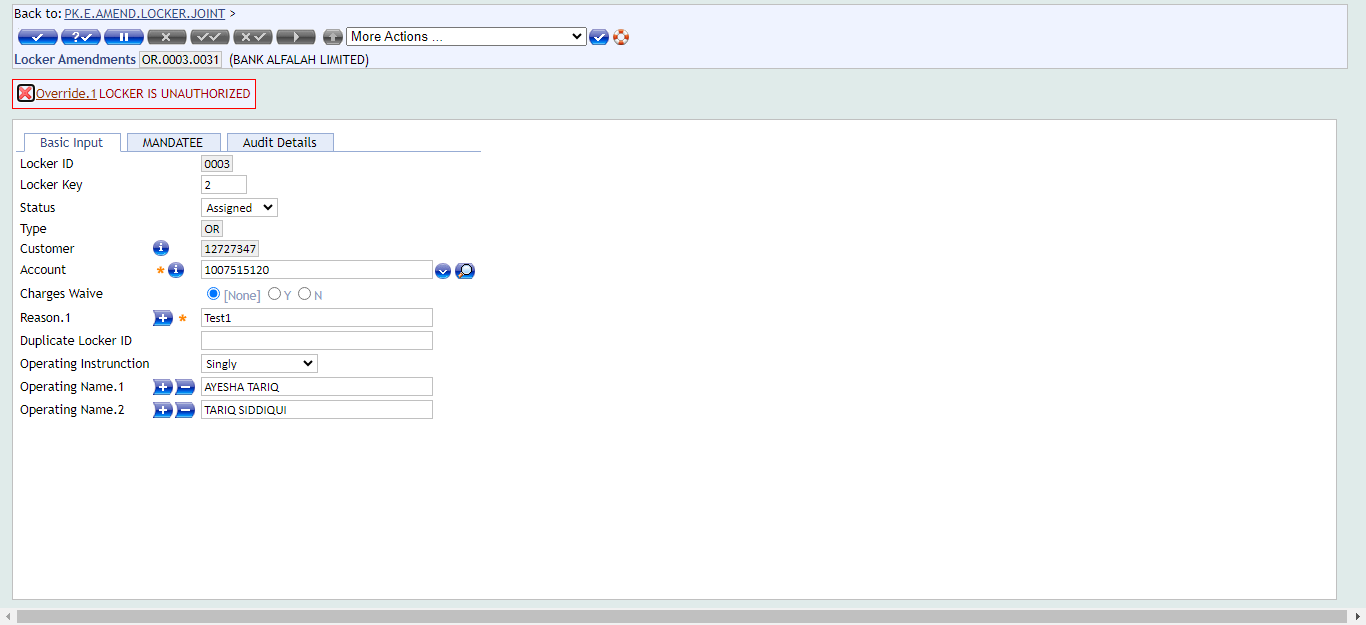 Back to: PK.E.AMEND.LOCKER.JOINT >
More Actions ...
Locker Amendments OR.0003.0031 (BANK ALFALAH LIMITED)
Override.1 LOCKER IS UNAUTHORIZED
Basic Input MANDATEE Audit Details
Locker ID 0003
Locker Key 2
Status Assigned
Type OR
Customer 12727347
Account * 1007515120
Charges Waive [None] Y N
Reason.1 * Test1
Duplicate Locker ID
Operating Instrunction Singly
Operating Name.1 AYESHA TARIQ
Operating Name.2 TARIQ SIDDIQUI